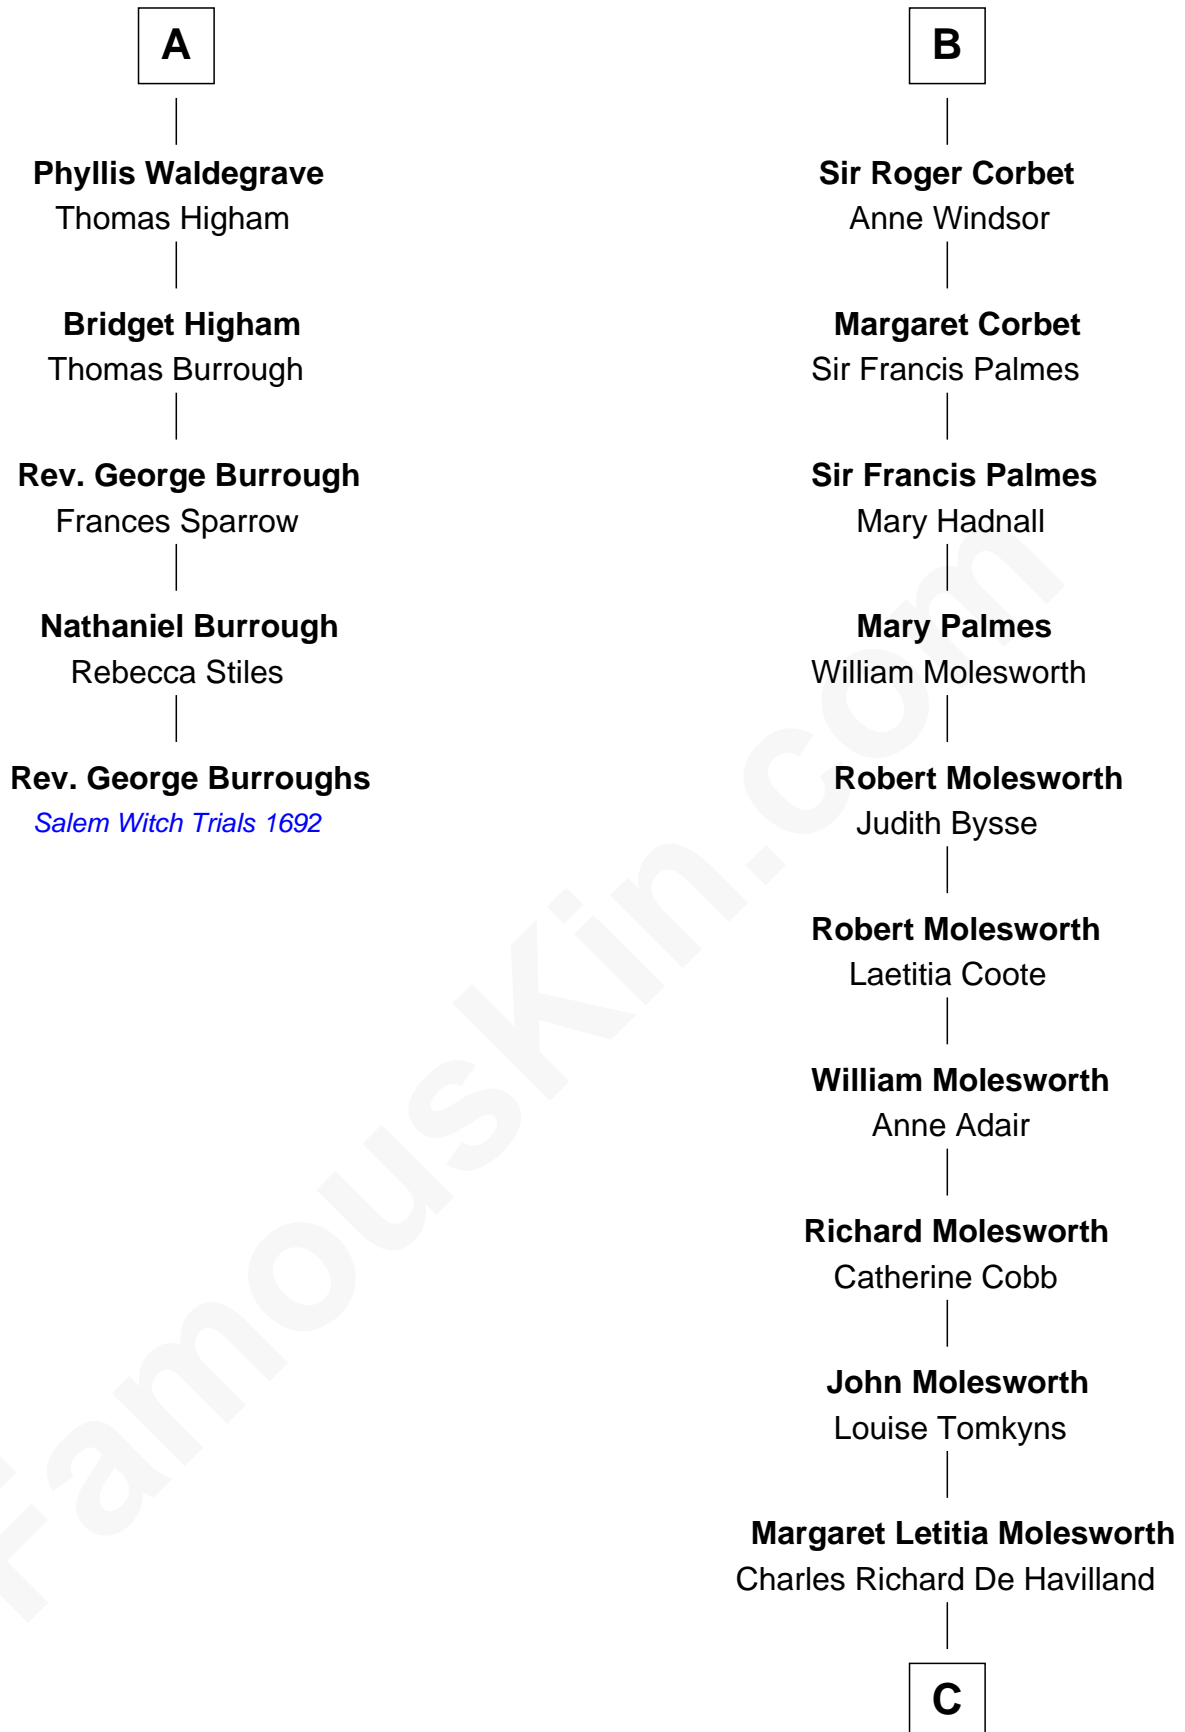 A
Phyllis Waldegrave
Thomas Higham
Bridget Higham
Thomas Burrough
Rev. George Burrough
Frances Sparrow
Nathaniel Burrough
Rebecca Stiles
Rev. George Burroughs
Salem Witch Trials 1692
B
Sir Roger Corbet
Anne Windsor
Margaret Corbet
Sir Francis Palmes
Sir Francis Palmes
Mary Hadnall
Mary Palmes
William Molesworth
Robert Molesworth
Judith Bysse
Robert Molesworth
Laetitia Coote
William Molesworth
Anne Adair
Richard Molesworth
Catherine Cobb
John Molesworth
Louise Tomkyns
Margaret Letitia Molesworth
Charles Richard De Havilland
C
FamousKin.com